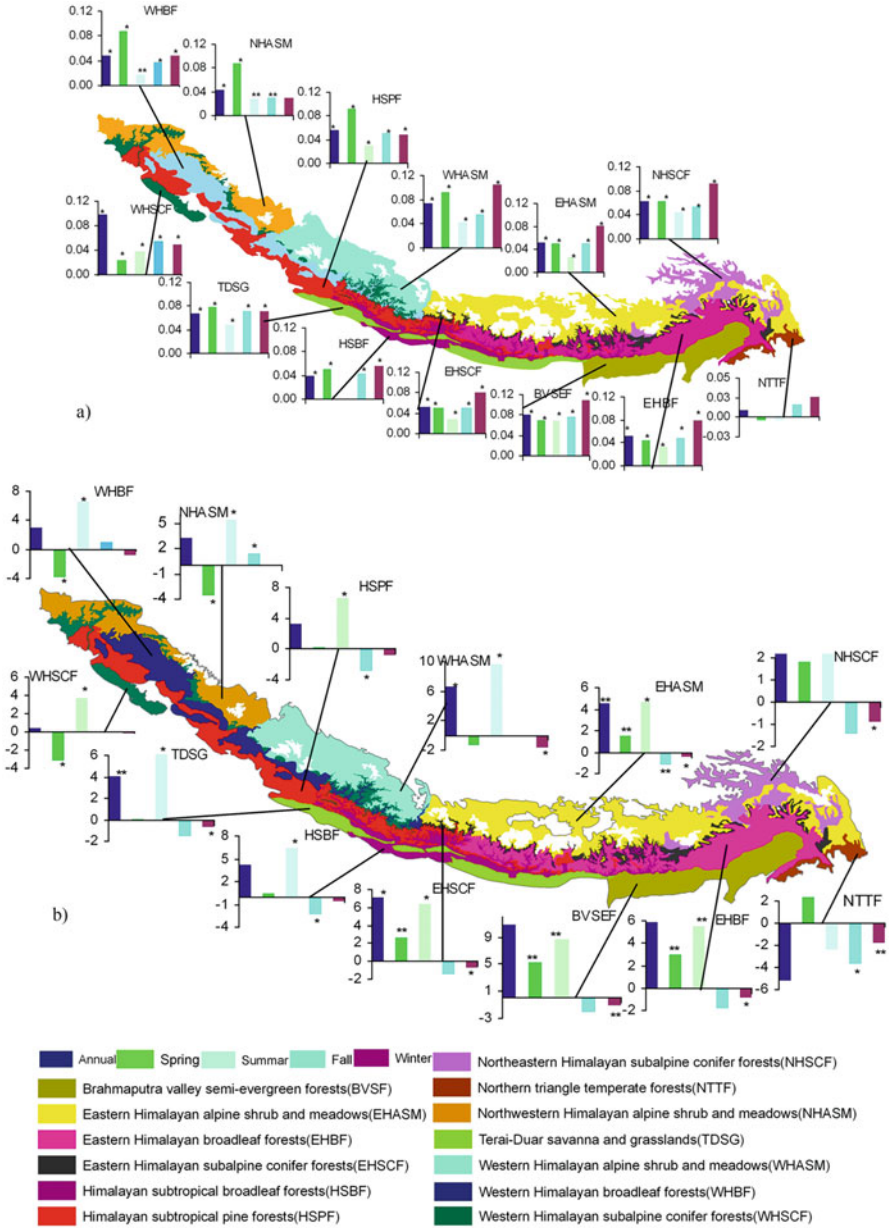 WHBF
0.12
0.08
0.04
0.00
* * ** * *
NHASM
0.12
0.08
0.04
0
* * ** **
HSPF
0.12
0.08
0.04
0.00
* * * * *
WHASM
0.12
0.08
0.04
0.00
* * * * *
NHSCF
0.12
0.08
0.04
0.00
* * * * *
EHASM
0.12
0.08
0.04
0.00
* * * * *
WHSCF
0.12
0.08
0.04
0.00
* * * * *
TDSG
0.12
0.08
0.04
0.00
* * * * *
HSBF
0.12
0.08
0.04
0.00
* * * *
EHSCF
0.12
0.08
0.04
0.00
* * * * *
BVSEF
0.12
0.08
0.04
0.00
* * * * *
EHBF
0.12
0.08
0.04
0.00
* * * * *
NTTF
0.05
0.03
0.00
-0.03
a)
WHBF
8
4
0
-4
* *
NHASM
5
2
-1
-4
* * *
HSPF
8
4
0
-4
* *
WHASM
10
6
2
-2
* * *
EHASM
6
4
2
0
-2
** ** * ** *
NHSCF
2
1
0
-1
-2
*
WHSCF
6
4
2
0
-2
-4
* *
TDSG
6
4
2
0
-2
** * *
HSBF
8
4
0
-4
* *
EHSCF
8
6
4
2
0
-2
* ** * *
BVSEF
9
5
1
-3
** ** **
EHBF
6
4
2
0
-2
** ** *
NTTF
2
0
-2
-4
-6
* **
b)
Annual Spring Summar Fall Winter
Northeastern Himalayan subalpine conifer forests(NHSCF)
Brahmaputra valley semi-evergreen forests(BVSF)
Northern triangle temperate forests(NTTF)
Eastern Himalayan alpine shrub and meadows(EHASM)
Northwestern Himalayan alpine shrub and meadows(NHASM)
Eastern Himalayan broadleaf forests(EHBF)
Terai-Duar savanna and grasslands(TDSG)
Eastern Himalayan subalpine conifer forests(EHSCF)
Western Himalayan alpine shrub and meadows(WHASM)
Himalayan subtropical broadleaf forests(HSBF)
Western Himalayan broadleaf forests(WHBF)
Himalayan subtropical pine forests(HSPF)
Western Himalayan subalpine conifer forests(WHSCF)